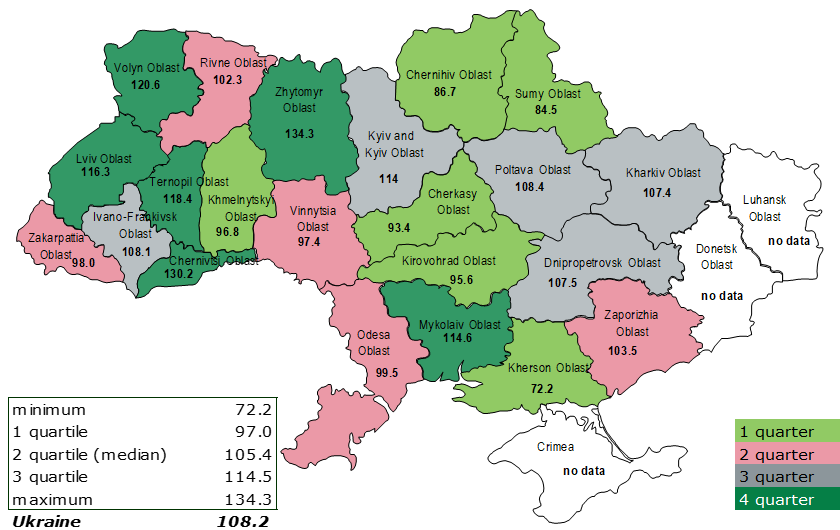 Volyn Oblast
120.6
Rivne Oblast
102.3
Zhytomyr
Oblast
134.3
Kyiv and
Kyiv Oblast
114
Chernihiv Oblast
86.7
Sumy Oblast
84.5
Lviv Oblast
116.3
Ternopil Oblast
118.4
Khmelnytskyi
Oblast
96.8
Ivano-Frankivsk
Oblast
108.1
Zakarpattia
Oblast
98.0
Chernivtsi Oblast
130.2
Vinnytsia
Oblast
97.4
Cherkasy
Oblast
93.4
Poltava Oblast
108.4
Kharkiv Oblast
107.4
Luhansk
Oblast
no data
Donetsk
Oblast
no data
Kirovohrad Oblast
95.6
Dnipropetrovsk Oblast
107.5
Zaporizhia
Oblast
103.5
Odesa
Oblast
99.5
Mykolaiv Oblast
114.6
Kherson Oblast
72.2
Crimea
no data
minimum 72.2
1 quartile 97.0
2 quartile (median) 105.4
3 quartile 114.5
maximum 134.3
Ukraine 108.2
1 quarter
2 quarter
3 quarter
4 quarter